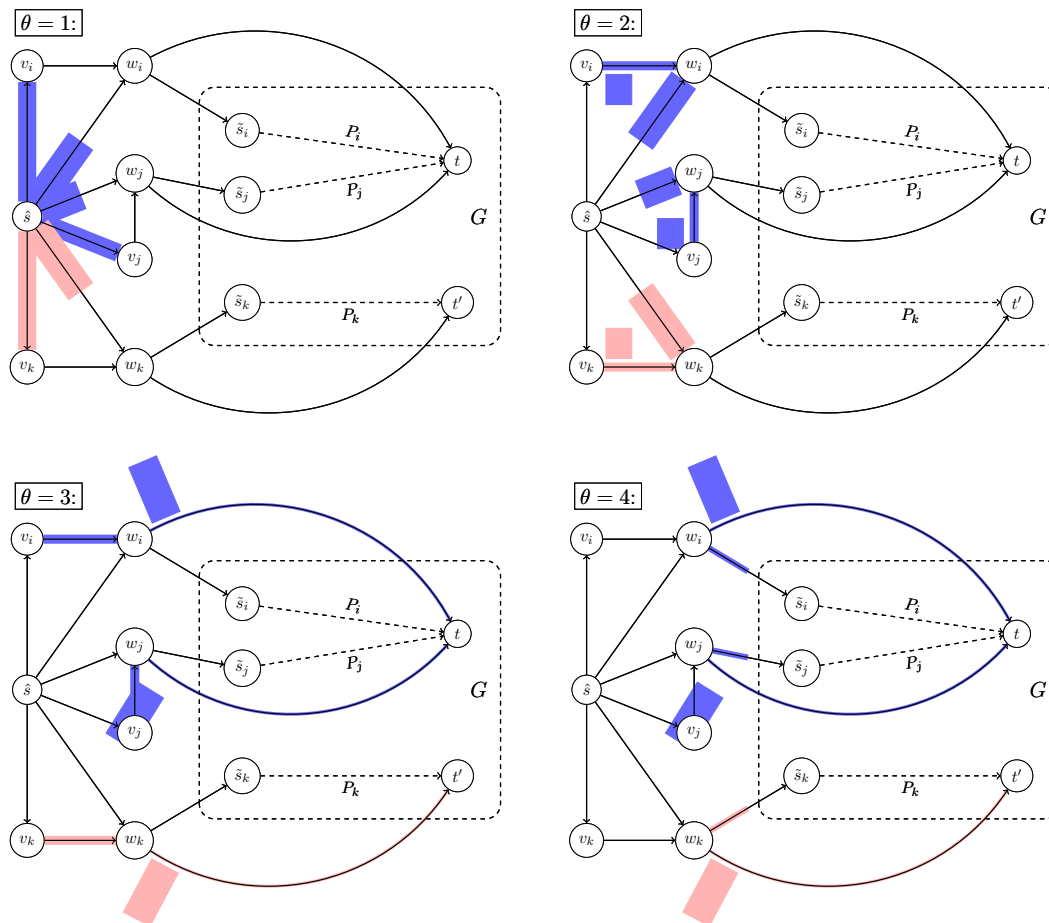 θ = 1:
v_i
w_i
s̃_i
P_i
t
w_j
s̃_j
P_j
ŝ
G
v_j
s̃_k
P_k
t′
v_k
w_k
θ = 2:
v_i
w_i
s̃_i
P_i
t
w_j
s̃_j
P_j
ŝ
G
v_j
s̃_k
P_k
t′
v_k
w_k
θ = 3:
v_i
w_i
s̃_i
P_i
t
w_j
s̃_j
P_j
ŝ
G
v_j
s̃_k
P_k
t′
v_k
w_k
θ = 4:
v_i
w_i
s̃_i
P_i
t
w_j
s̃_j
P_j
ŝ
G
v_j
s̃_k
P_k
t′
v_k
w_k